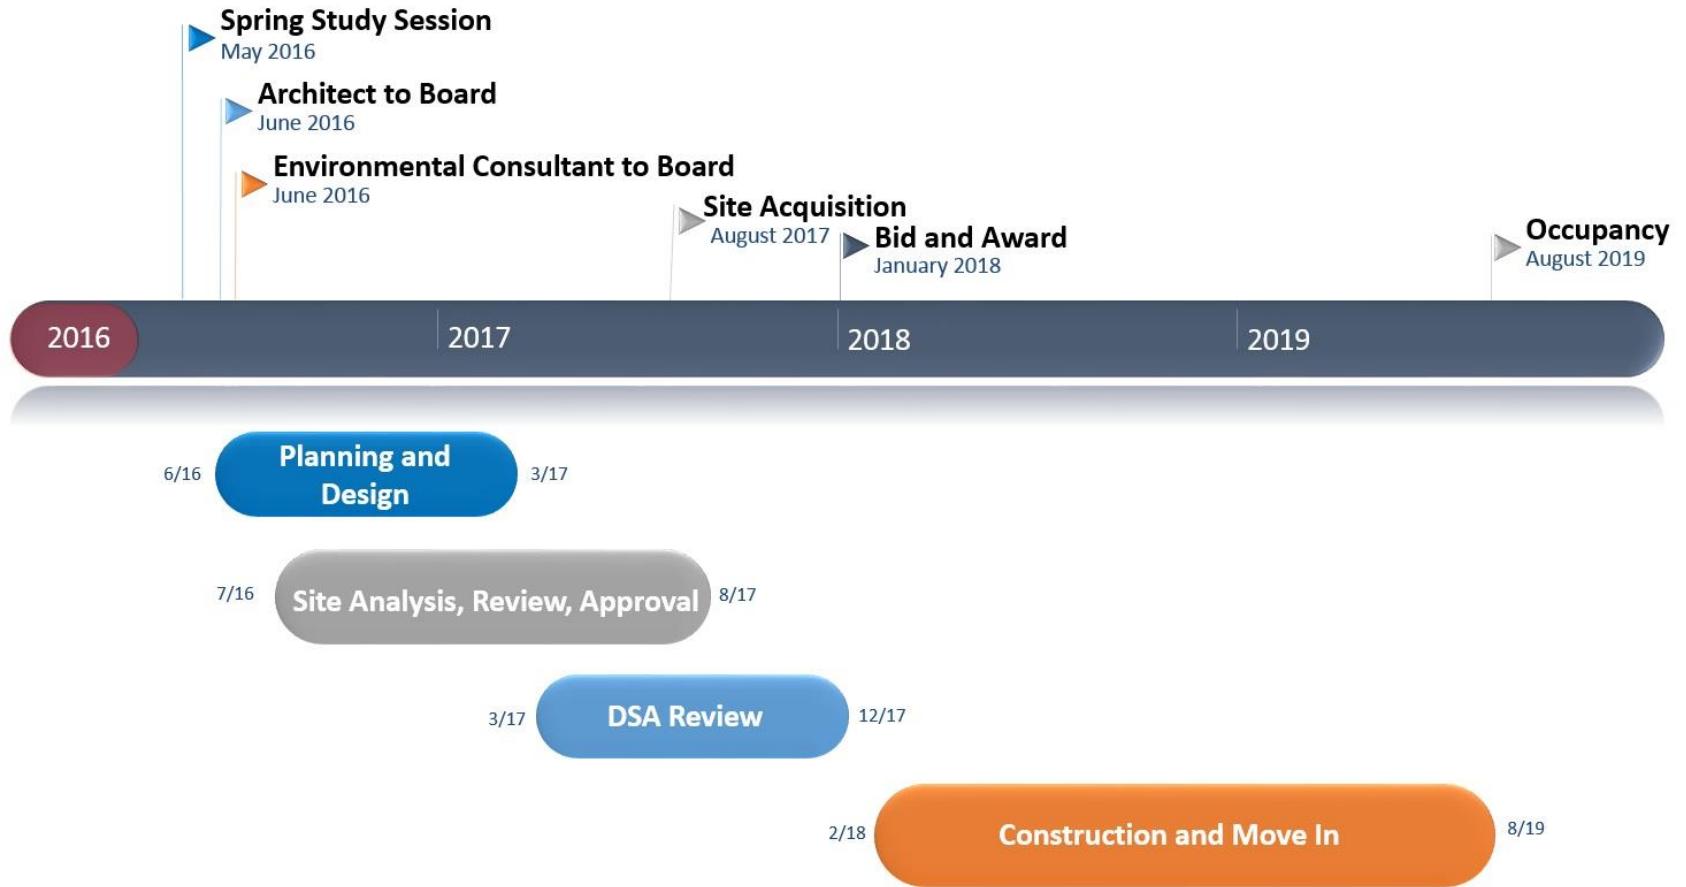 Spring Study Session
May 2016
Architect to Board
June 2016
Environmental Consultant to Board
June 2016
Site Acquisition
August 2017
Bid and Award
January 2018
Occupancy
August 2019
2016
2017
2018
2019
6/16
Planning and
Design
3/17
7/16
Site Analysis, Review, Approval
8/17
3/17
DSA Review
12/17
2/18
Construction and Move In
8/19